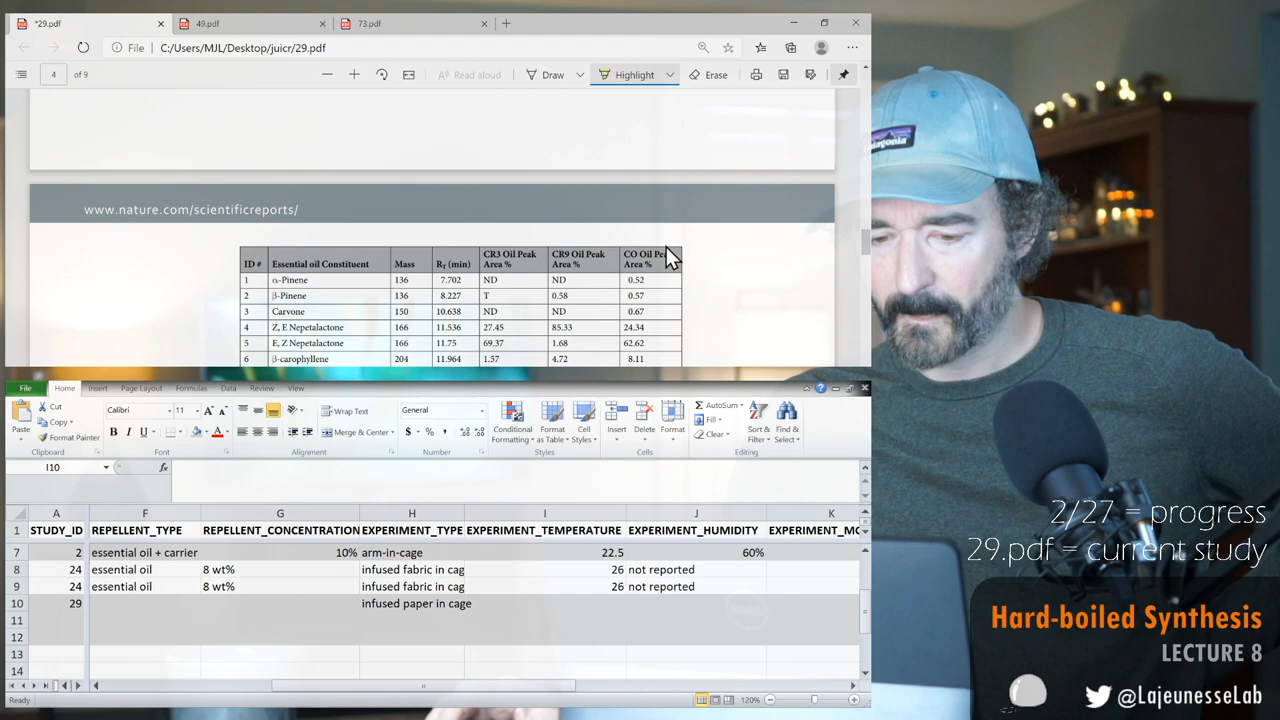 *29.pdf
49.pdf
73.pdf
File C:/Users/MJL/Desktop/juicr/29.pdf
4 of 9 Read aloud Draw Highlight Erase
www.nature.com/scientificreports/
ID # Essential oil Constituent Mass RT (min) CR3 Oil Peak Area % CR9 Oil Peak Area % CO Oil Area %
1 α-Pinene 136 7.702 ND ND 0.52
2 β-Pinene 136 8.227 T 0.58 0.57
3 Carvone 150 10.638 ND ND 0.67
4 Z, E Nepetalactone 166 11.536 27.45 85.33 24.34
5 E, Z Nepetalactone 166 11.75 69.37 1.68 62.62
6 β-carophyllene 204 11.964 1.57 4.72 8.11
File Home Insert Page Layout Formulas Data Review View
Cut Calibri 11 Wrap Text General AutoSum
Copy Fill
Paste Format Painter B I U Merge & Center $ % , Conditional Formatting Format as Table Cell Styles Insert Delete Format Clear Sort & Filter Find & Select
Clipboard Font Alignment Number Styles Cells Editing
I10 fx
A F G H I J K
1 STUDY_ID REPELLENT_TYPE REPELLENT_CONCENTRATION EXPERIMENT_TYPE EXPERIMENT_TEMPERATURE EXPERIMENT_HUMIDITY
7 2 essential oil + carrier 10% arm-in-cage 22.5 60%
8 24 essential oil 8 wt% infused fabric in cag 26 not reported
9 24 essential oil 8 wt% infused fabric in cag 26 not reported
10 29 infused paper in cage
11
12
13
14
Ready 120%
patagonia
2/27 = progress
29.pdf = current study
Hard-boiled Synthesis
LECTURE 8
@LajeunesseLab